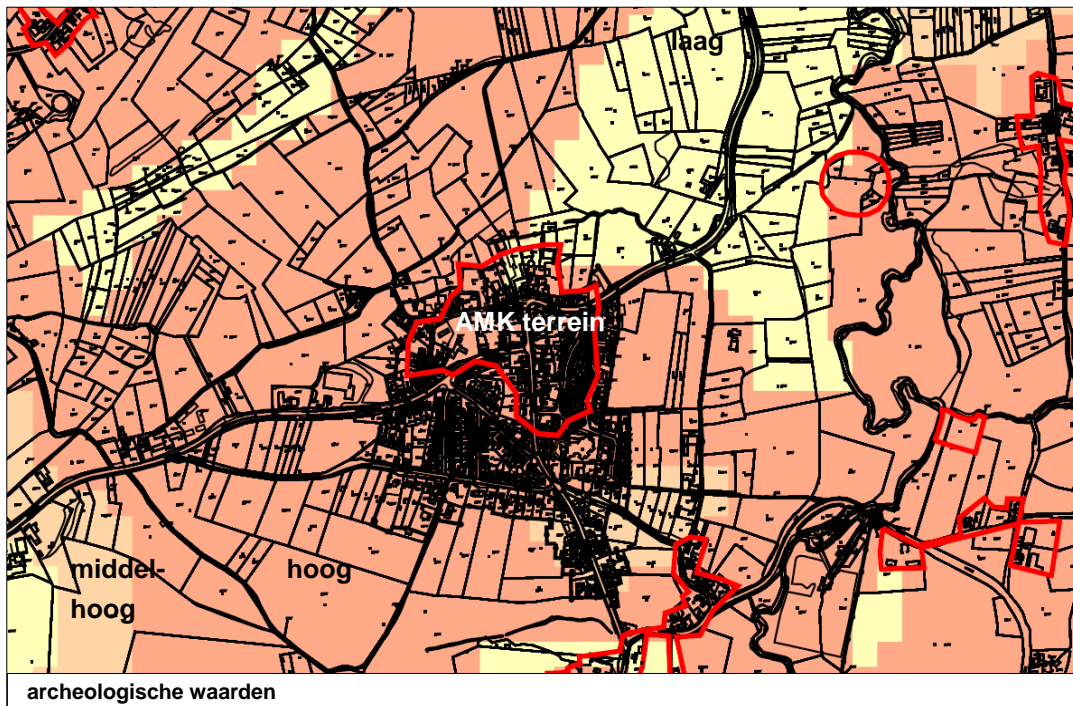 laag
AMK terrein
middel-
hoog
hoog
archeologische waarden